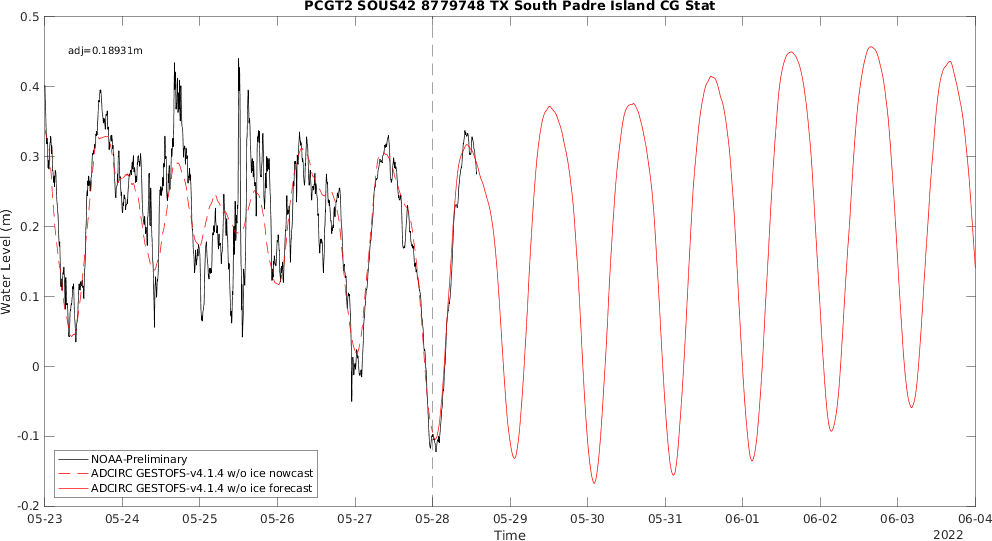 PCGT2 SOUS42 8779748 TX South Padre Island CG Stat
adj=0.18931m
0.5
0.4
0.3
0.2
0.1
0
-0.1
-0.2
Water Level (m)
NOAA-Preliminary
ADCIRC GESTOFS-v4.1.4 w/o ice nowcast
ADCIRC GESTOFS-v4.1.4 w/o ice forecast
05-23 05-24 05-25 05-26 05-27 05-28 05-29 05-30 05-31 06-01 06-02 06-03 06-04
Time
2022